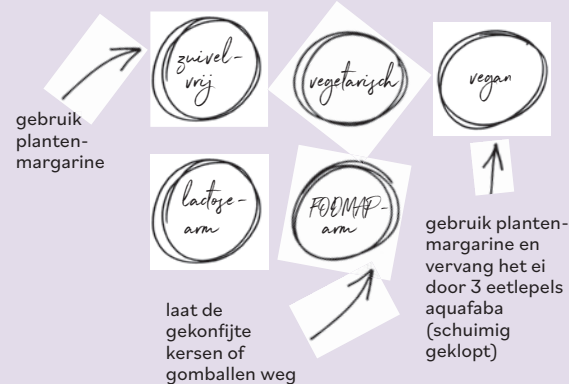 zuivel-
vrij
vegetarisch
vegan
gebruik
planten-
margarine
lactose-
arm
FODMAP-
arm
gebruik planten-
margarine en
vervang het ei
door 3 eetlepels
aquafaba
(schuimig
geklopt)
laat de
gekonfijte
kersen of
gomballen weg